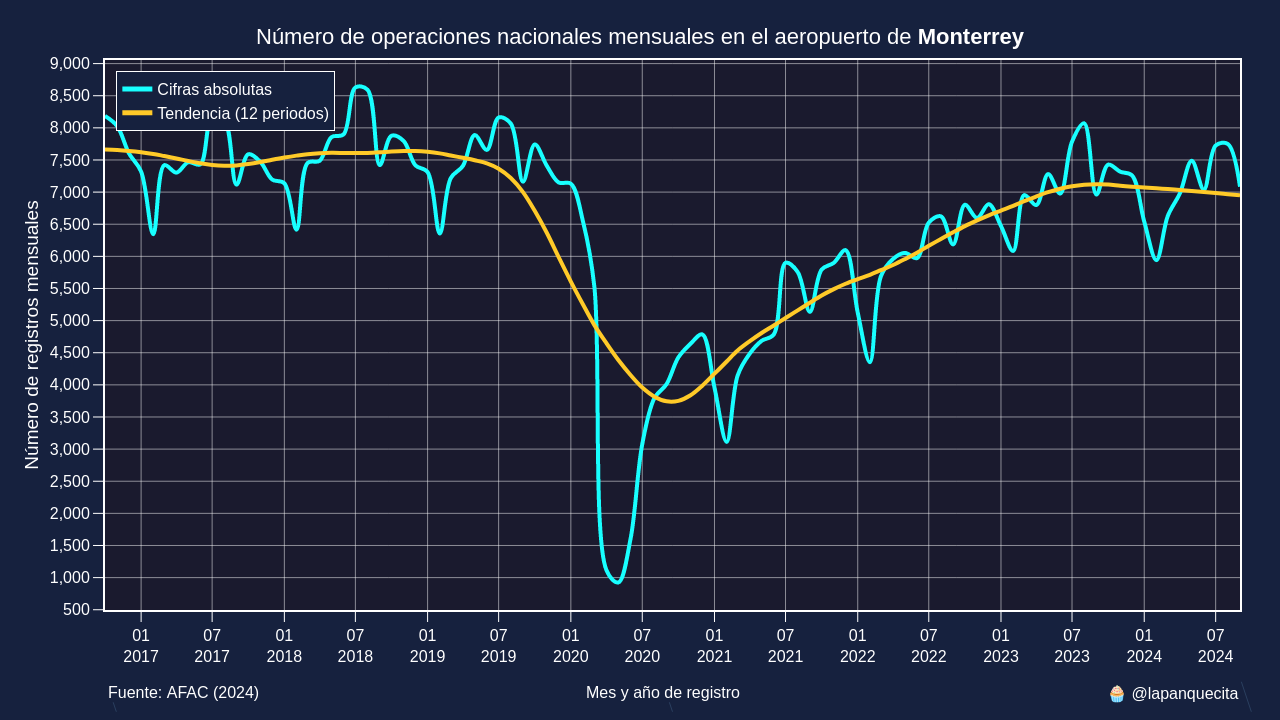 Número de operaciones nacionales mensuales en el aeropuerto de Monterrey
Número de registros mensuales
9,000
8,500
8,000
7,500
7,000
6,500
6,000
5,500
5,000
4,500
4,000
3,500
3,000
2,500
2,000
1,500
1,000
500
Cifras absolutas
Tendencia (12 periodos)
01 07 01 07 01 07 01 07 01 07 01 07 01 07 01 07
2017 2017 2018 2018 2019 2019 2020 2020 2021 2021 2022 2022 2023 2023 2024 2024
Fuente: AFAC (2024) Mes y año de registro 🧁 @lapanquecita